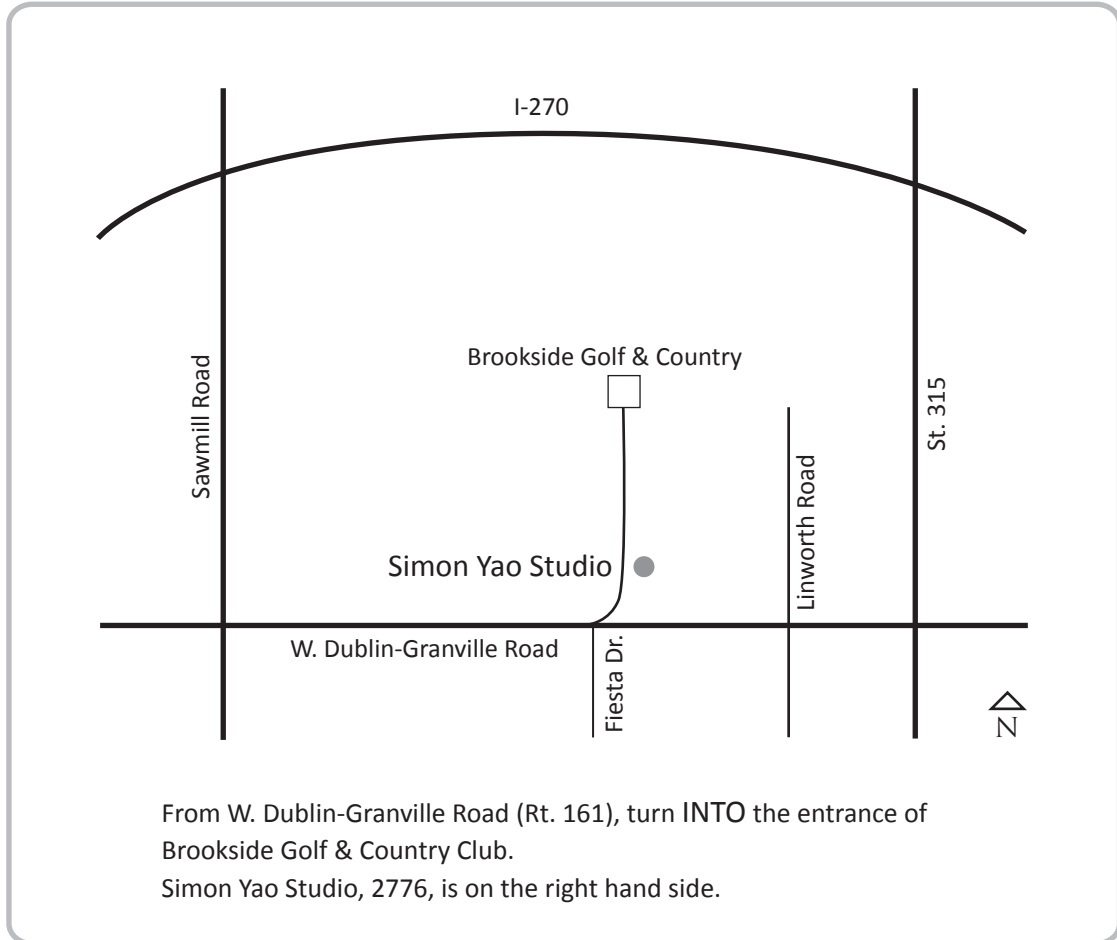 I-270
Brookside Golf & Country
Sawmill Road
St. 315
Linworth Road
Simon Yao Studio
W. Dublin-Granville Road
Fiesta Dr.
N
From W. Dublin-Granville Road (Rt. 161), turn INTO the entrance of
Brookside Golf & Country Club.
Simon Yao Studio, 2776, is on the right hand side.